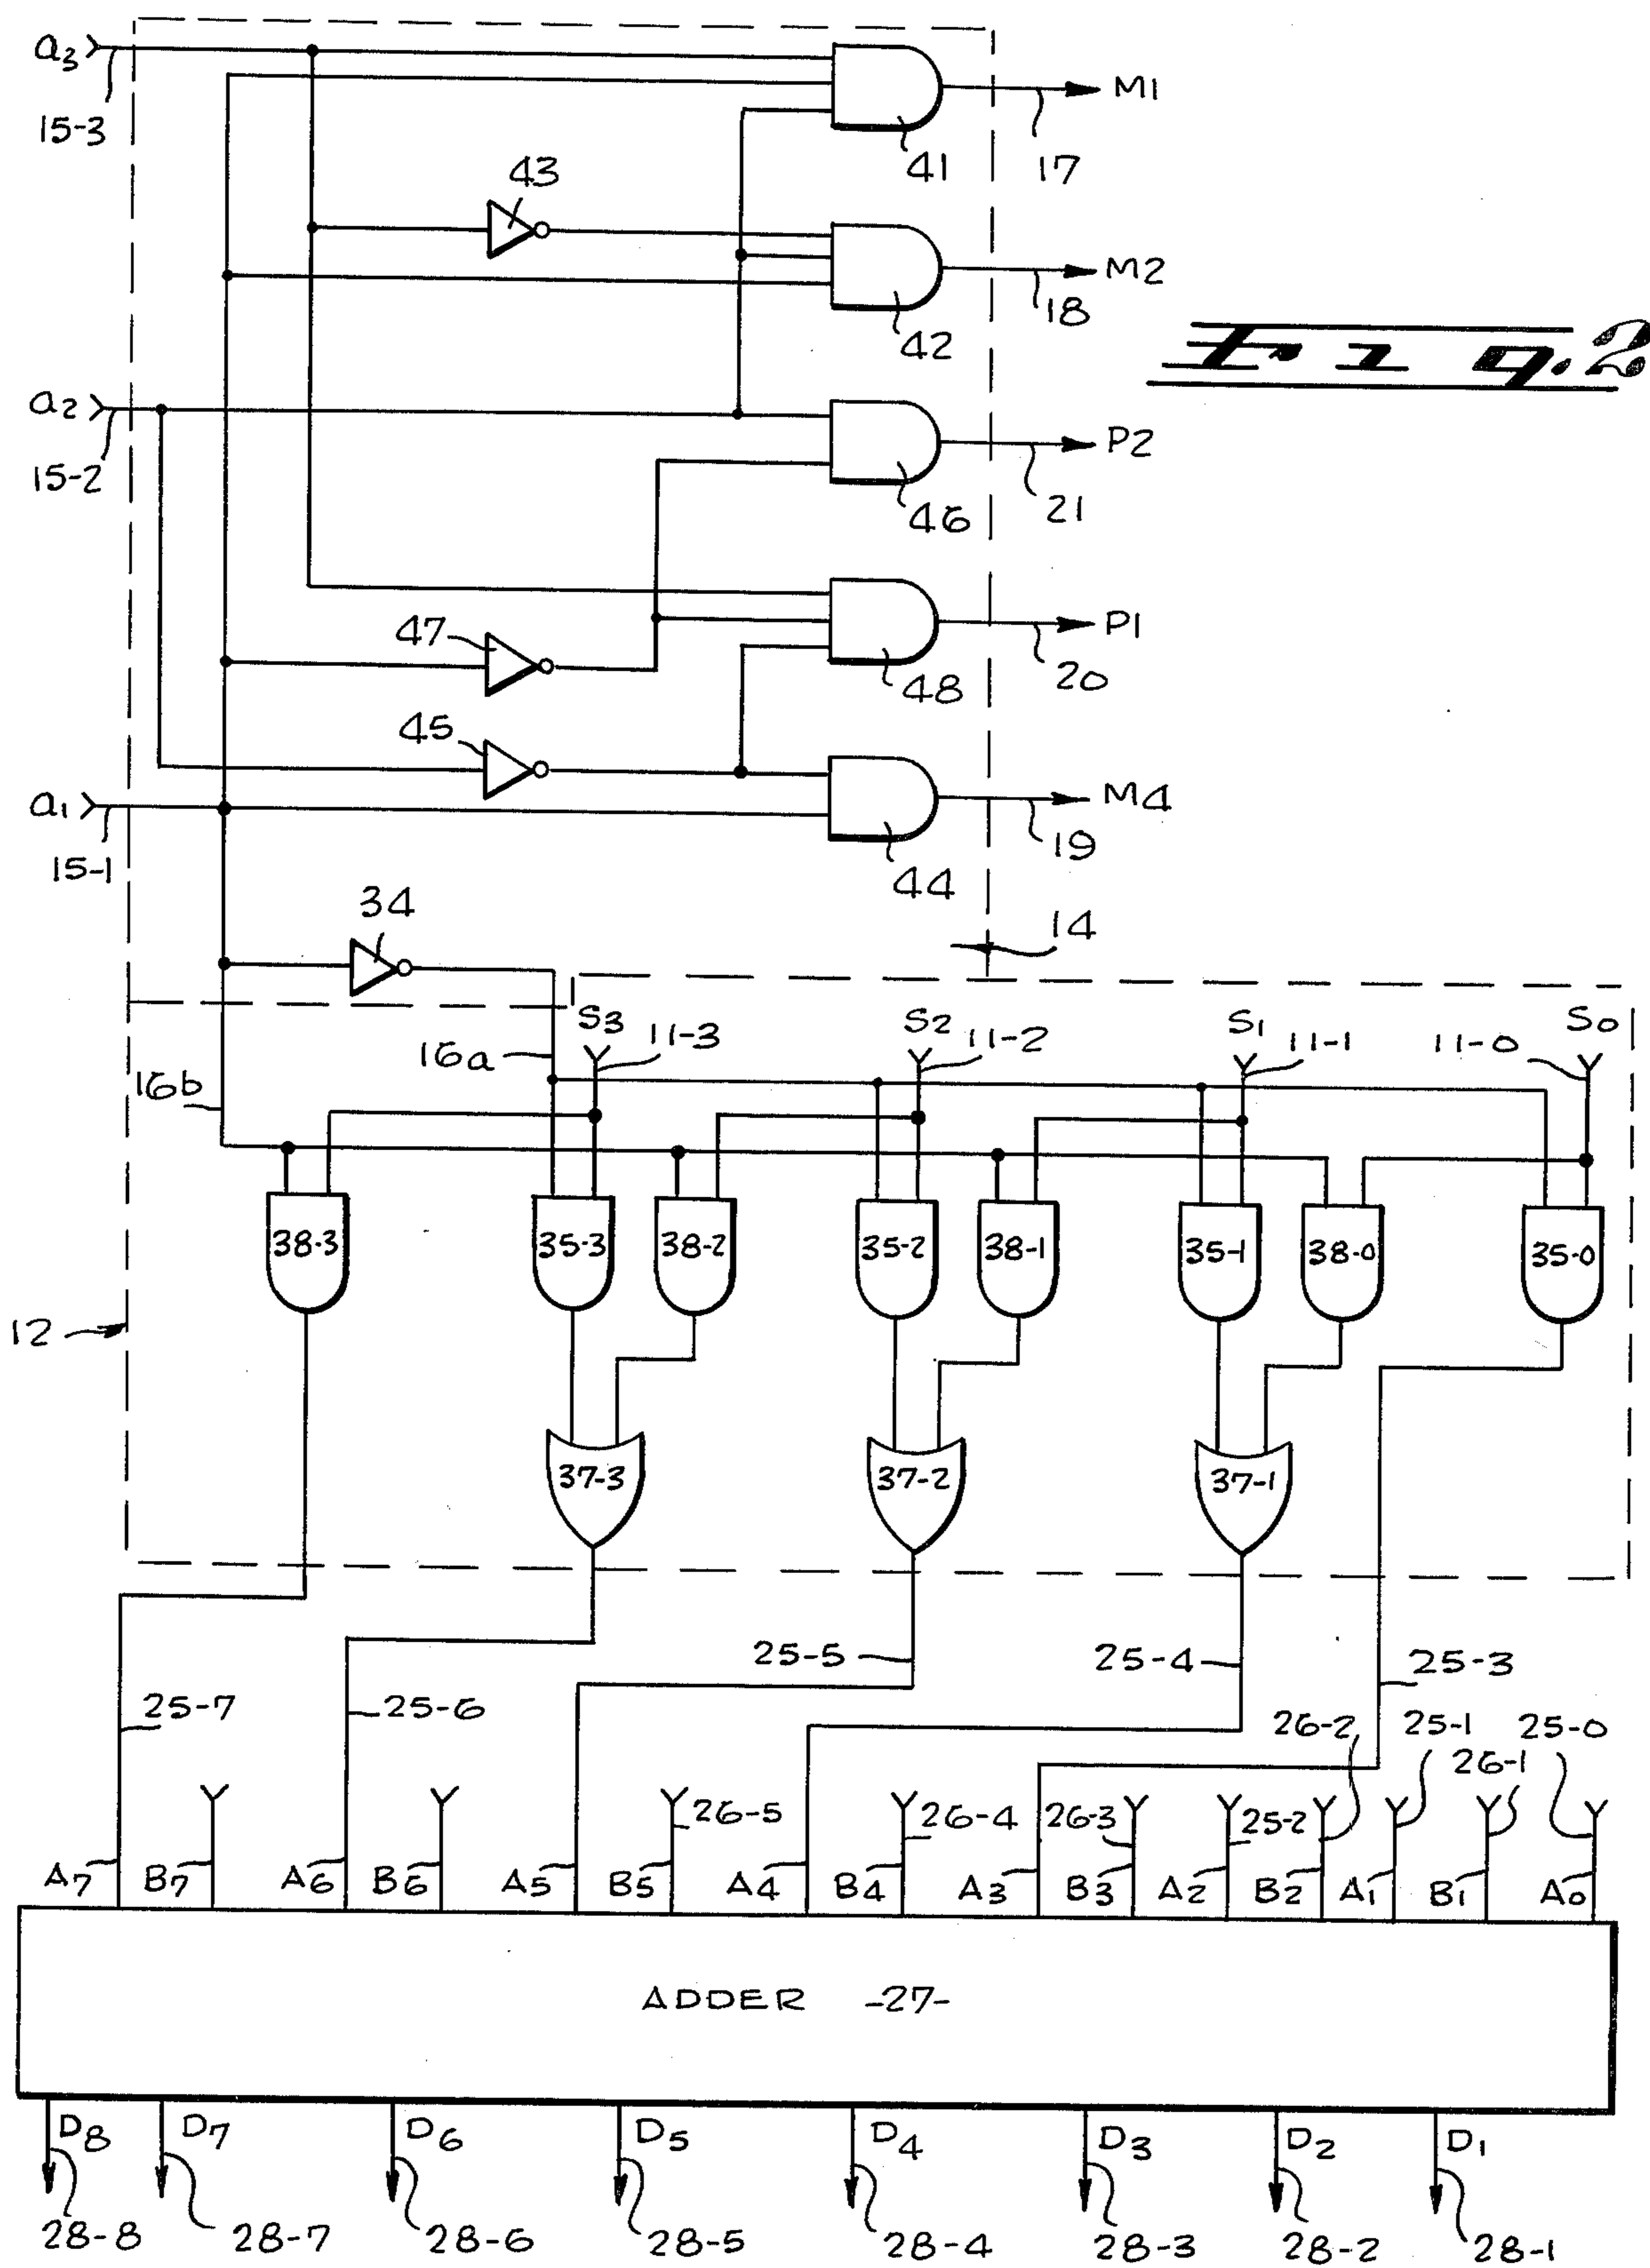 a3
15-3
M1
41
17
43
M2
18
42
Fig.2
a2
15-2
P2
46
21
47
P1
48
20
45
a1
15-1
M4
19
44
34
14
S3
S2
S1
S0
16a
11-3
11-2
11-1
11-0
16b
38-3
35-3
38-2
35-2
38-1
35-1
38-0
35-0
12
37-3
37-2
37-1
25-5
25-4
25-3
25-7
25-6
26-2
25-1
26-1
25-0
26-5
26-4
26-3
25-2
A7
B7
A6
B6
A5
B5
A4
B4
A3
B3
A2
B2
A1
B1
A0
ADDER -27-
D8
D7
D6
D5
D4
D3
D2
D1
28-8
28-7
28-6
28-5
28-4
28-3
28-2
28-1